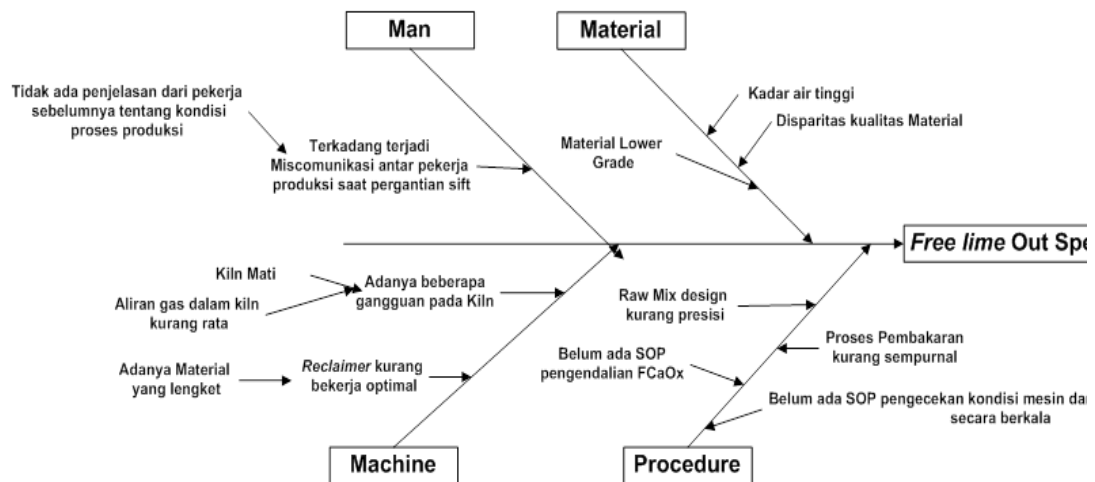 Man
Material
Tidak ada penjelasan dari pekerja
sebelumnya tentang kondisi
proses produksi
Terkadang terjadi
Miscomunikasi antar pekerja
produksi saat pergantian sift
Kadar air tinggi
Disparitas kualitas Material
Material Lower
Grade
Free lime Out Spe
Kiln Mati
Aliran gas dalam kiln
kurang rata
Adanya beberapa
gangguan pada Kiln
Adanya Material
yang lengket
Reclaimer kurang
bekerja optimal
Raw Mix design
kurang presisi
Proses Pembakaran
kurang sempurnal
Belum ada SOP
pengendalian FCaOx
Belum ada SOP pengecekan kondisi mesin da
secara berkala
Machine
Procedure